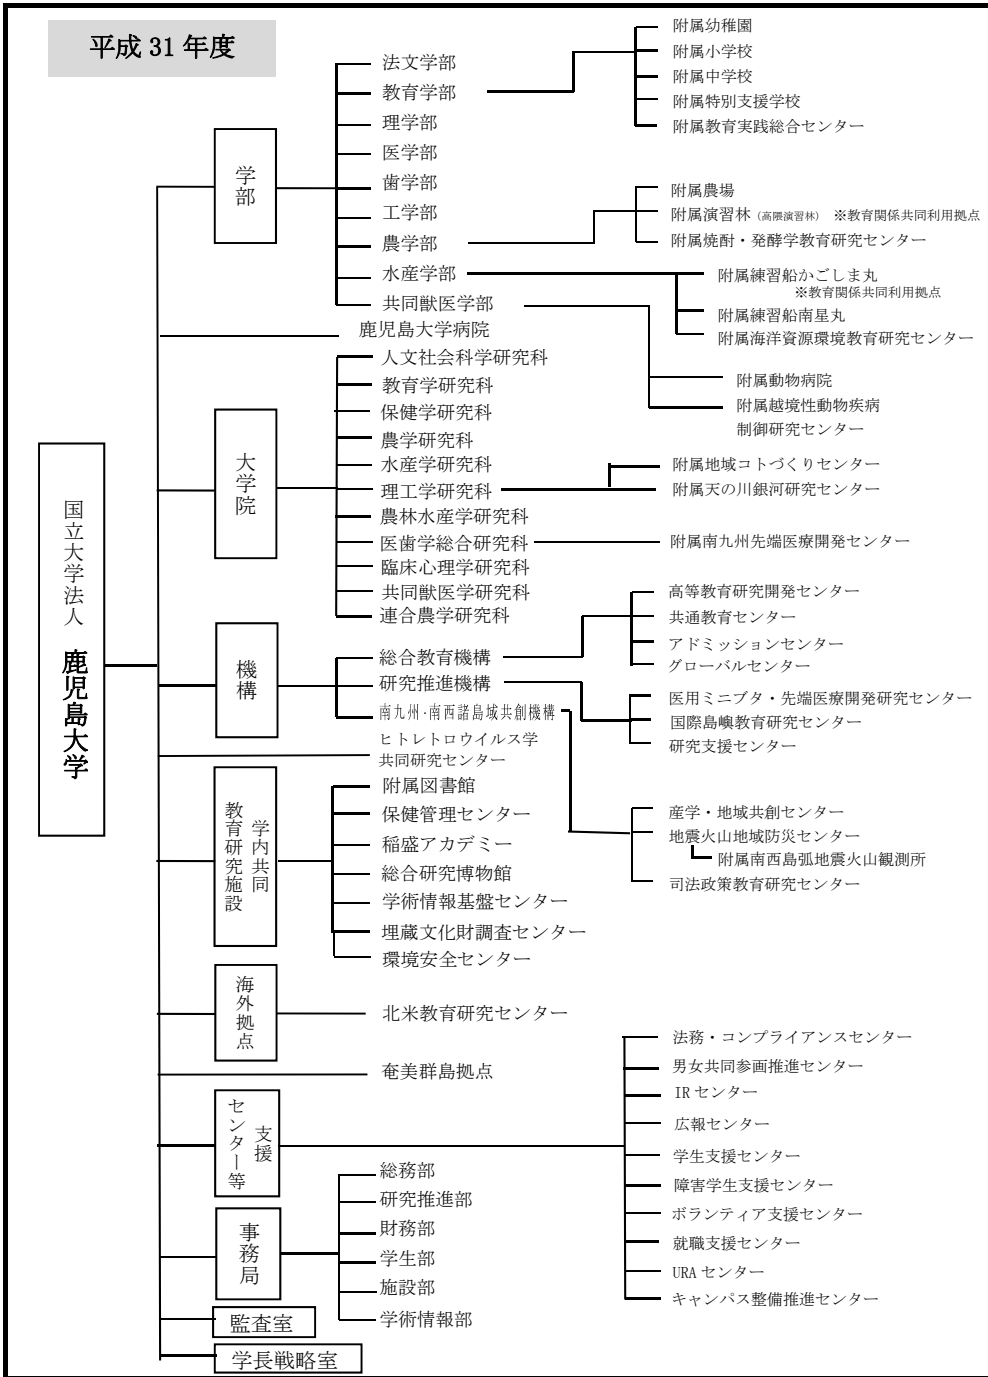 平成 31 年度
国立大学法人 鹿児島大学
学部
法文学部
教育学部
附属幼稚園
附属小学校
附属中学校
附属特別支援学校
附属教育実践総合センター
理学部
医学部
歯学部
工学部
農学部
附属農場
附属演習林（高隈演習林） ※教育関係共同利用拠点
附属焼酎・発酵学教育研究センター
水産学部
附属練習船かごしま丸
※教育関係共同利用拠点
附属練習船南星丸
附属海洋資源環境教育研究センター
共同獣医学部
附属動物病院
附属越境性動物疾病
制御研究センター
鹿児島大学病院
大学院
人文社会科学研究科
教育学研究科
保健学研究科
農学研究科
水産学研究科
理工学研究科
附属地域コトづくりセンター
附属天の川銀河研究センター
農林水産学研究科
医歯学総合研究科
附属南九州先端医療開発センター
臨床心理学研究科
共同獣医学研究科
連合農学研究科
機構
総合教育機構
高等教育研究開発センター
共通教育センター
アドミッションセンター
グローバルセンター
研究推進機構
医用ミニブタ・先端医療開発研究センター
国際島嶼教育研究センター
研究支援センター
南九州・南西諸島域共創機構
産学・地域共創センター
地震火山地域防災センター
附属南西島弧地震火山観測所
司法政策教育研究センター
ヒトレトロウイルス学
共同研究センター
学内共同
教育研究施設
附属図書館
保健管理センター
稲盛アカデミー
総合研究博物館
学術情報基盤センター
埋蔵文化財調査センター
環境安全センター
海外拠点
北米教育研究センター
奄美群島拠点
支援
センター等
法務・コンプライアンスセンター
男女共同参画推進センター
IR センター
広報センター
学生支援センター
障害学生支援センター
ボランティア支援センター
就職支援センター
URA センター
キャンパス整備推進センター
事務局
総務部
研究推進部
財務部
学生部
施設部
学術情報部
監査室
学長戦略室